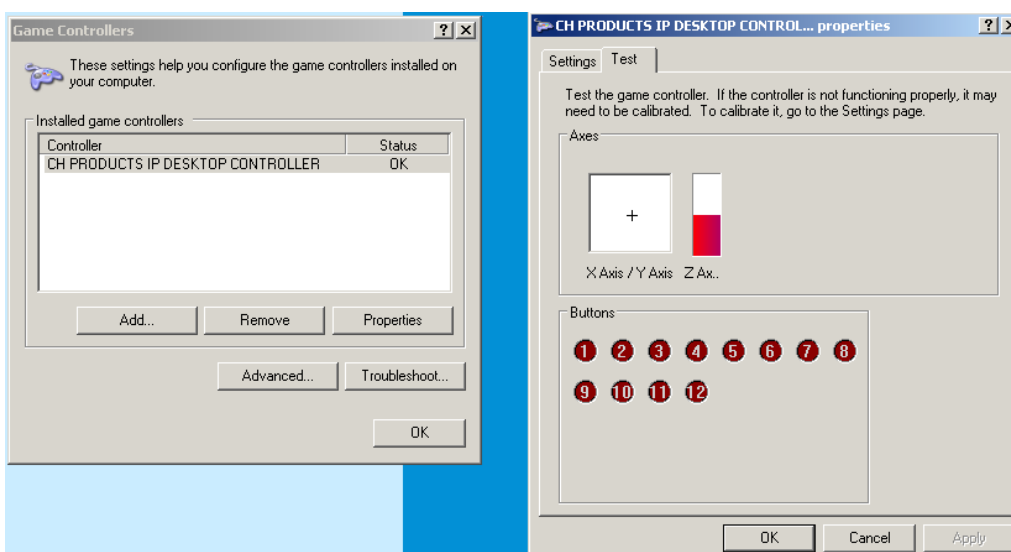 Game Controllers
These settings help you configure the game controllers installed on
your computer.
Installed game controllers
Controller Status
CH PRODUCTS IP DESKTOP CONTROLLER OK
Add... Remove Properties
Advanced... Troubleshoot...
OK
CH PRODUCTS IP DESKTOP CONTROL... properties
Settings Test
Test the game controller. If the controller is not functioning properly, it may
need to be calibrated. To calibrate it, go to the Settings page.
Axes
X Axis / Y Axis Z Ax..
Buttons
1 2 3 4 5 6 7 8
9 10 11 12
OK Cancel Apply